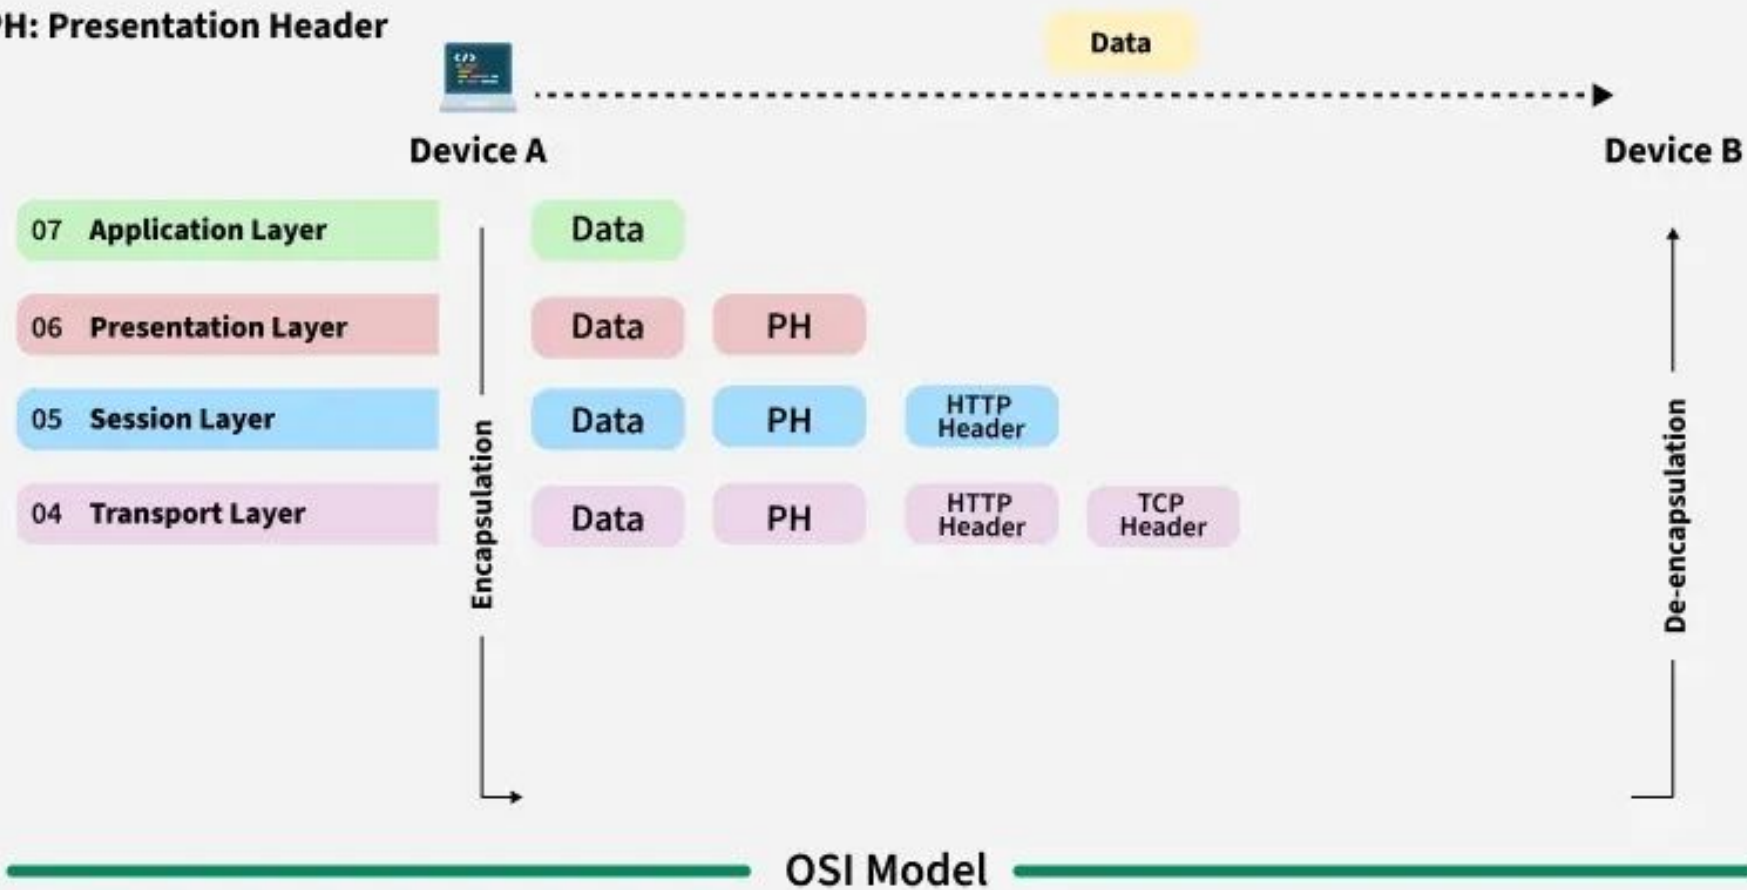 PH: Presentation Header
Data
Device A
Device B
07 Application Layer
Data
06 Presentation Layer
Data
PH
05 Session Layer
Data
PH
HTTP
Header
04 Transport Layer
Data
PH
HTTP
Header
TCP
Header
Encapsulation
De-encapsulation
OSI Model